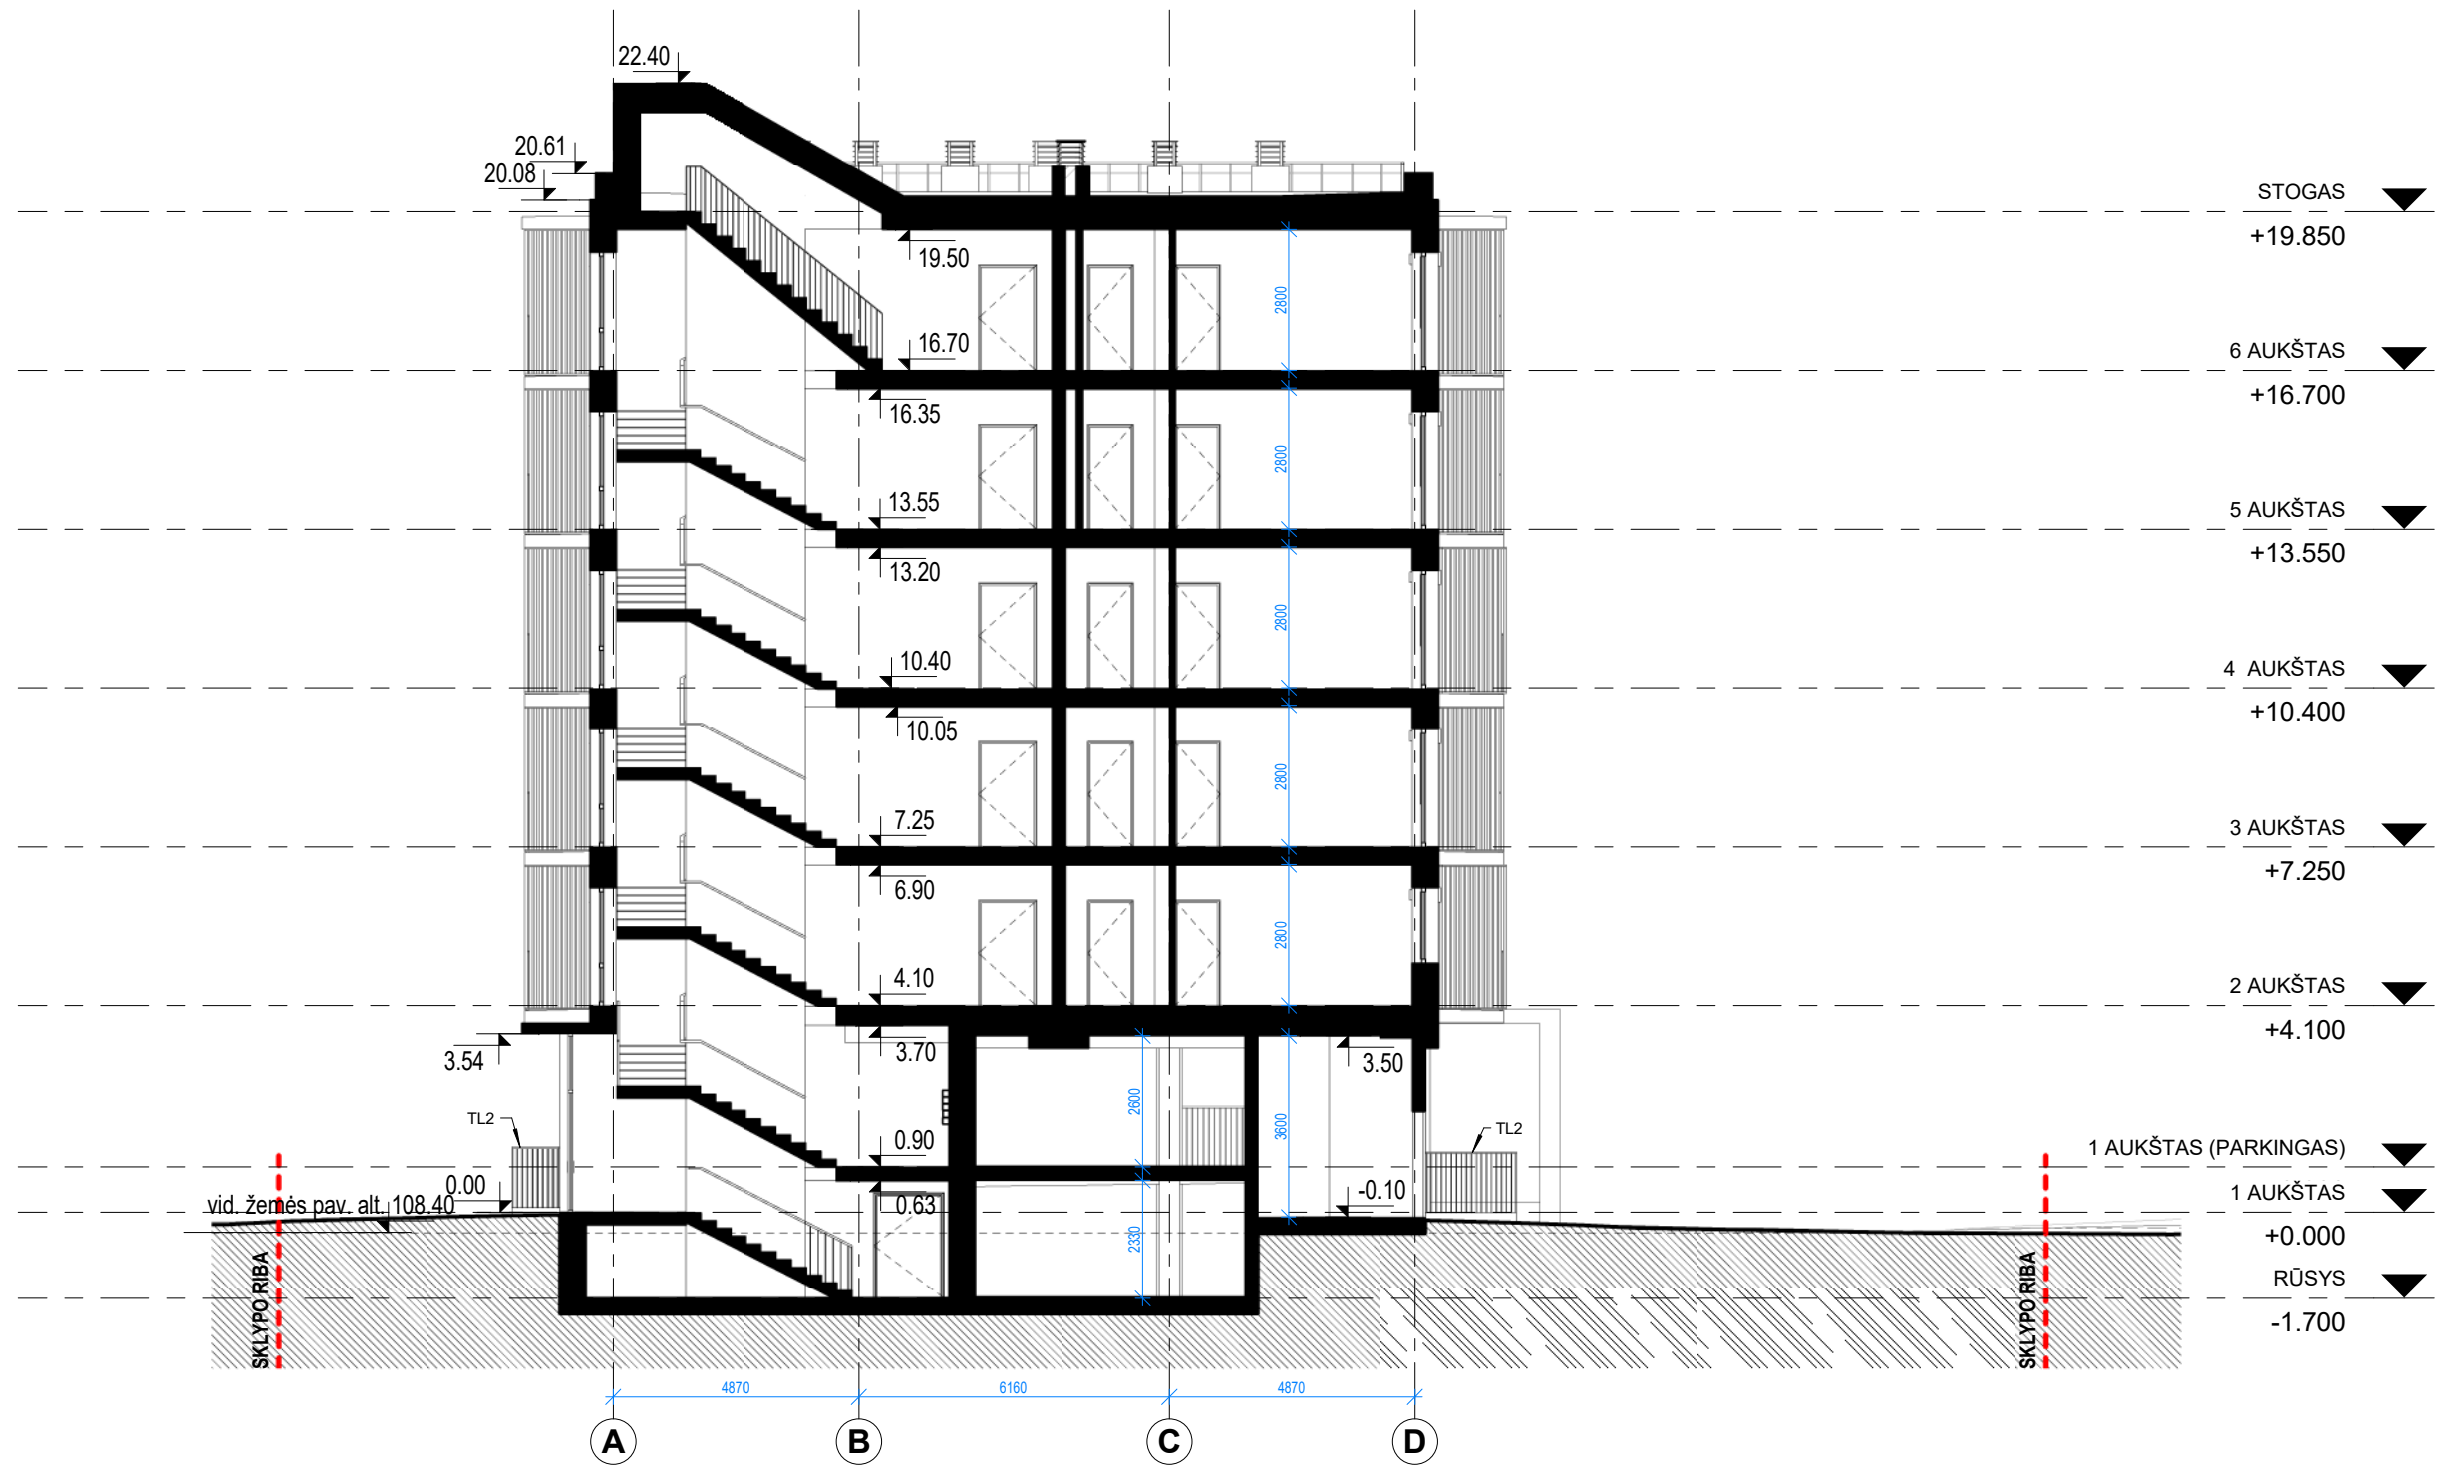 22.40
20.61
20.08
STOGAS
+19.850
19.50
2800
16.70
6 AUKŠTAS
+16.700
16.35
2800
13.55
5 AUKŠTAS
+13.550
13.20
2800
10.40
4 AUKŠTAS
+10.400
10.05
2800
7.25
3 AUKŠTAS
+7.250
6.90
2800
4.10
2 AUKŠTAS
+4.100
3.54
3.70
3.50
2600
3600
TL2
TL2
0.90
1 AUKŠTAS (PARKINGAS)
0.00
vid. žemės pav. alt. 108.40
0.63
-0.10
1 AUKŠTAS
+0.000
2330
SKLYPO RIBA
SKLYPO RIBA
RŪSYS
-1.700
4870
6160
4870
A
B
C
D